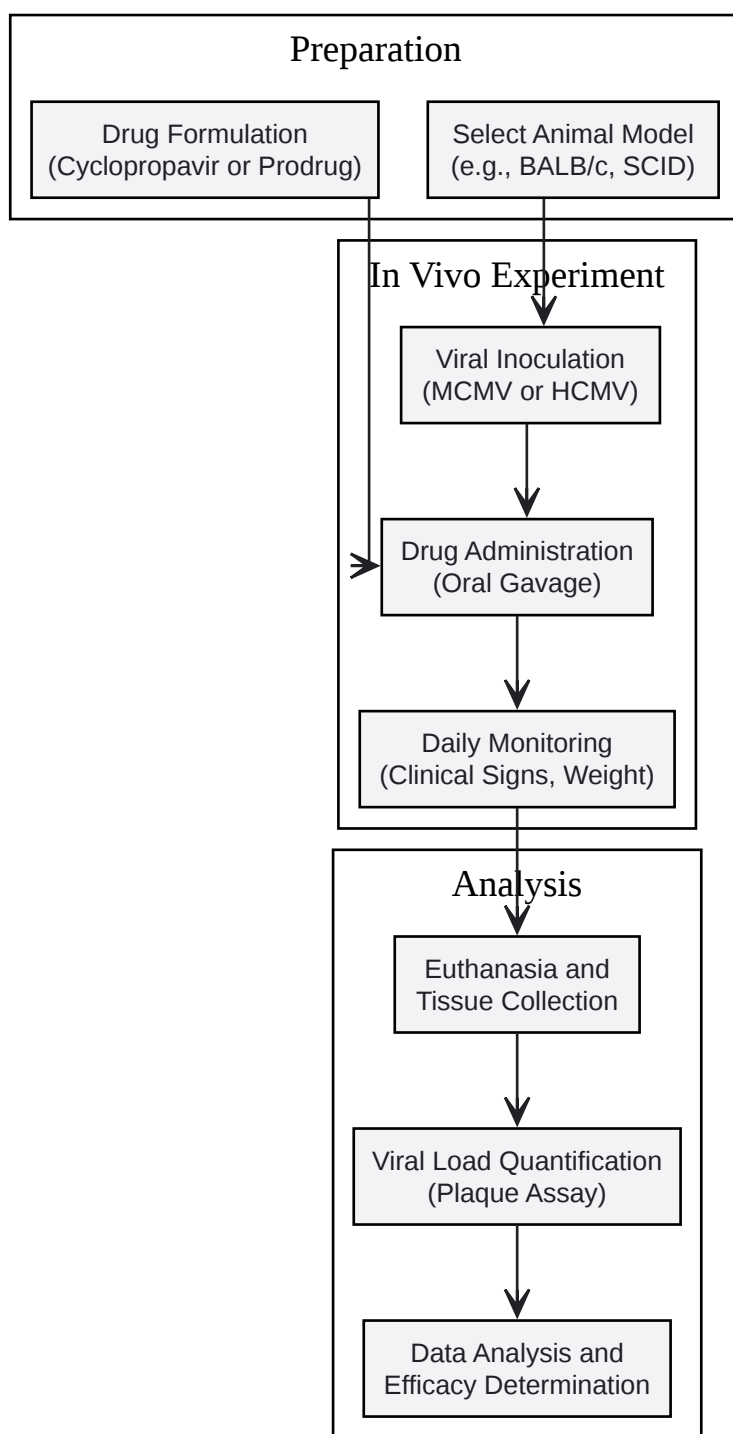 Preparation
Drug Formulation
(Cyclopropavir or Prodrug)
Select Animal Model
(e.g., BALB/c, SCID)
In Vivo Experiment
Viral Inoculation
(MCMV or HCMV)
Drug Administration
(Oral Gavage)
Daily Monitoring
(Clinical Signs, Weight)
Analysis
Euthanasia and
Tissue Collection
Viral Load Quantification
(Plaque Assay)
Data Analysis and
Efficacy Determination